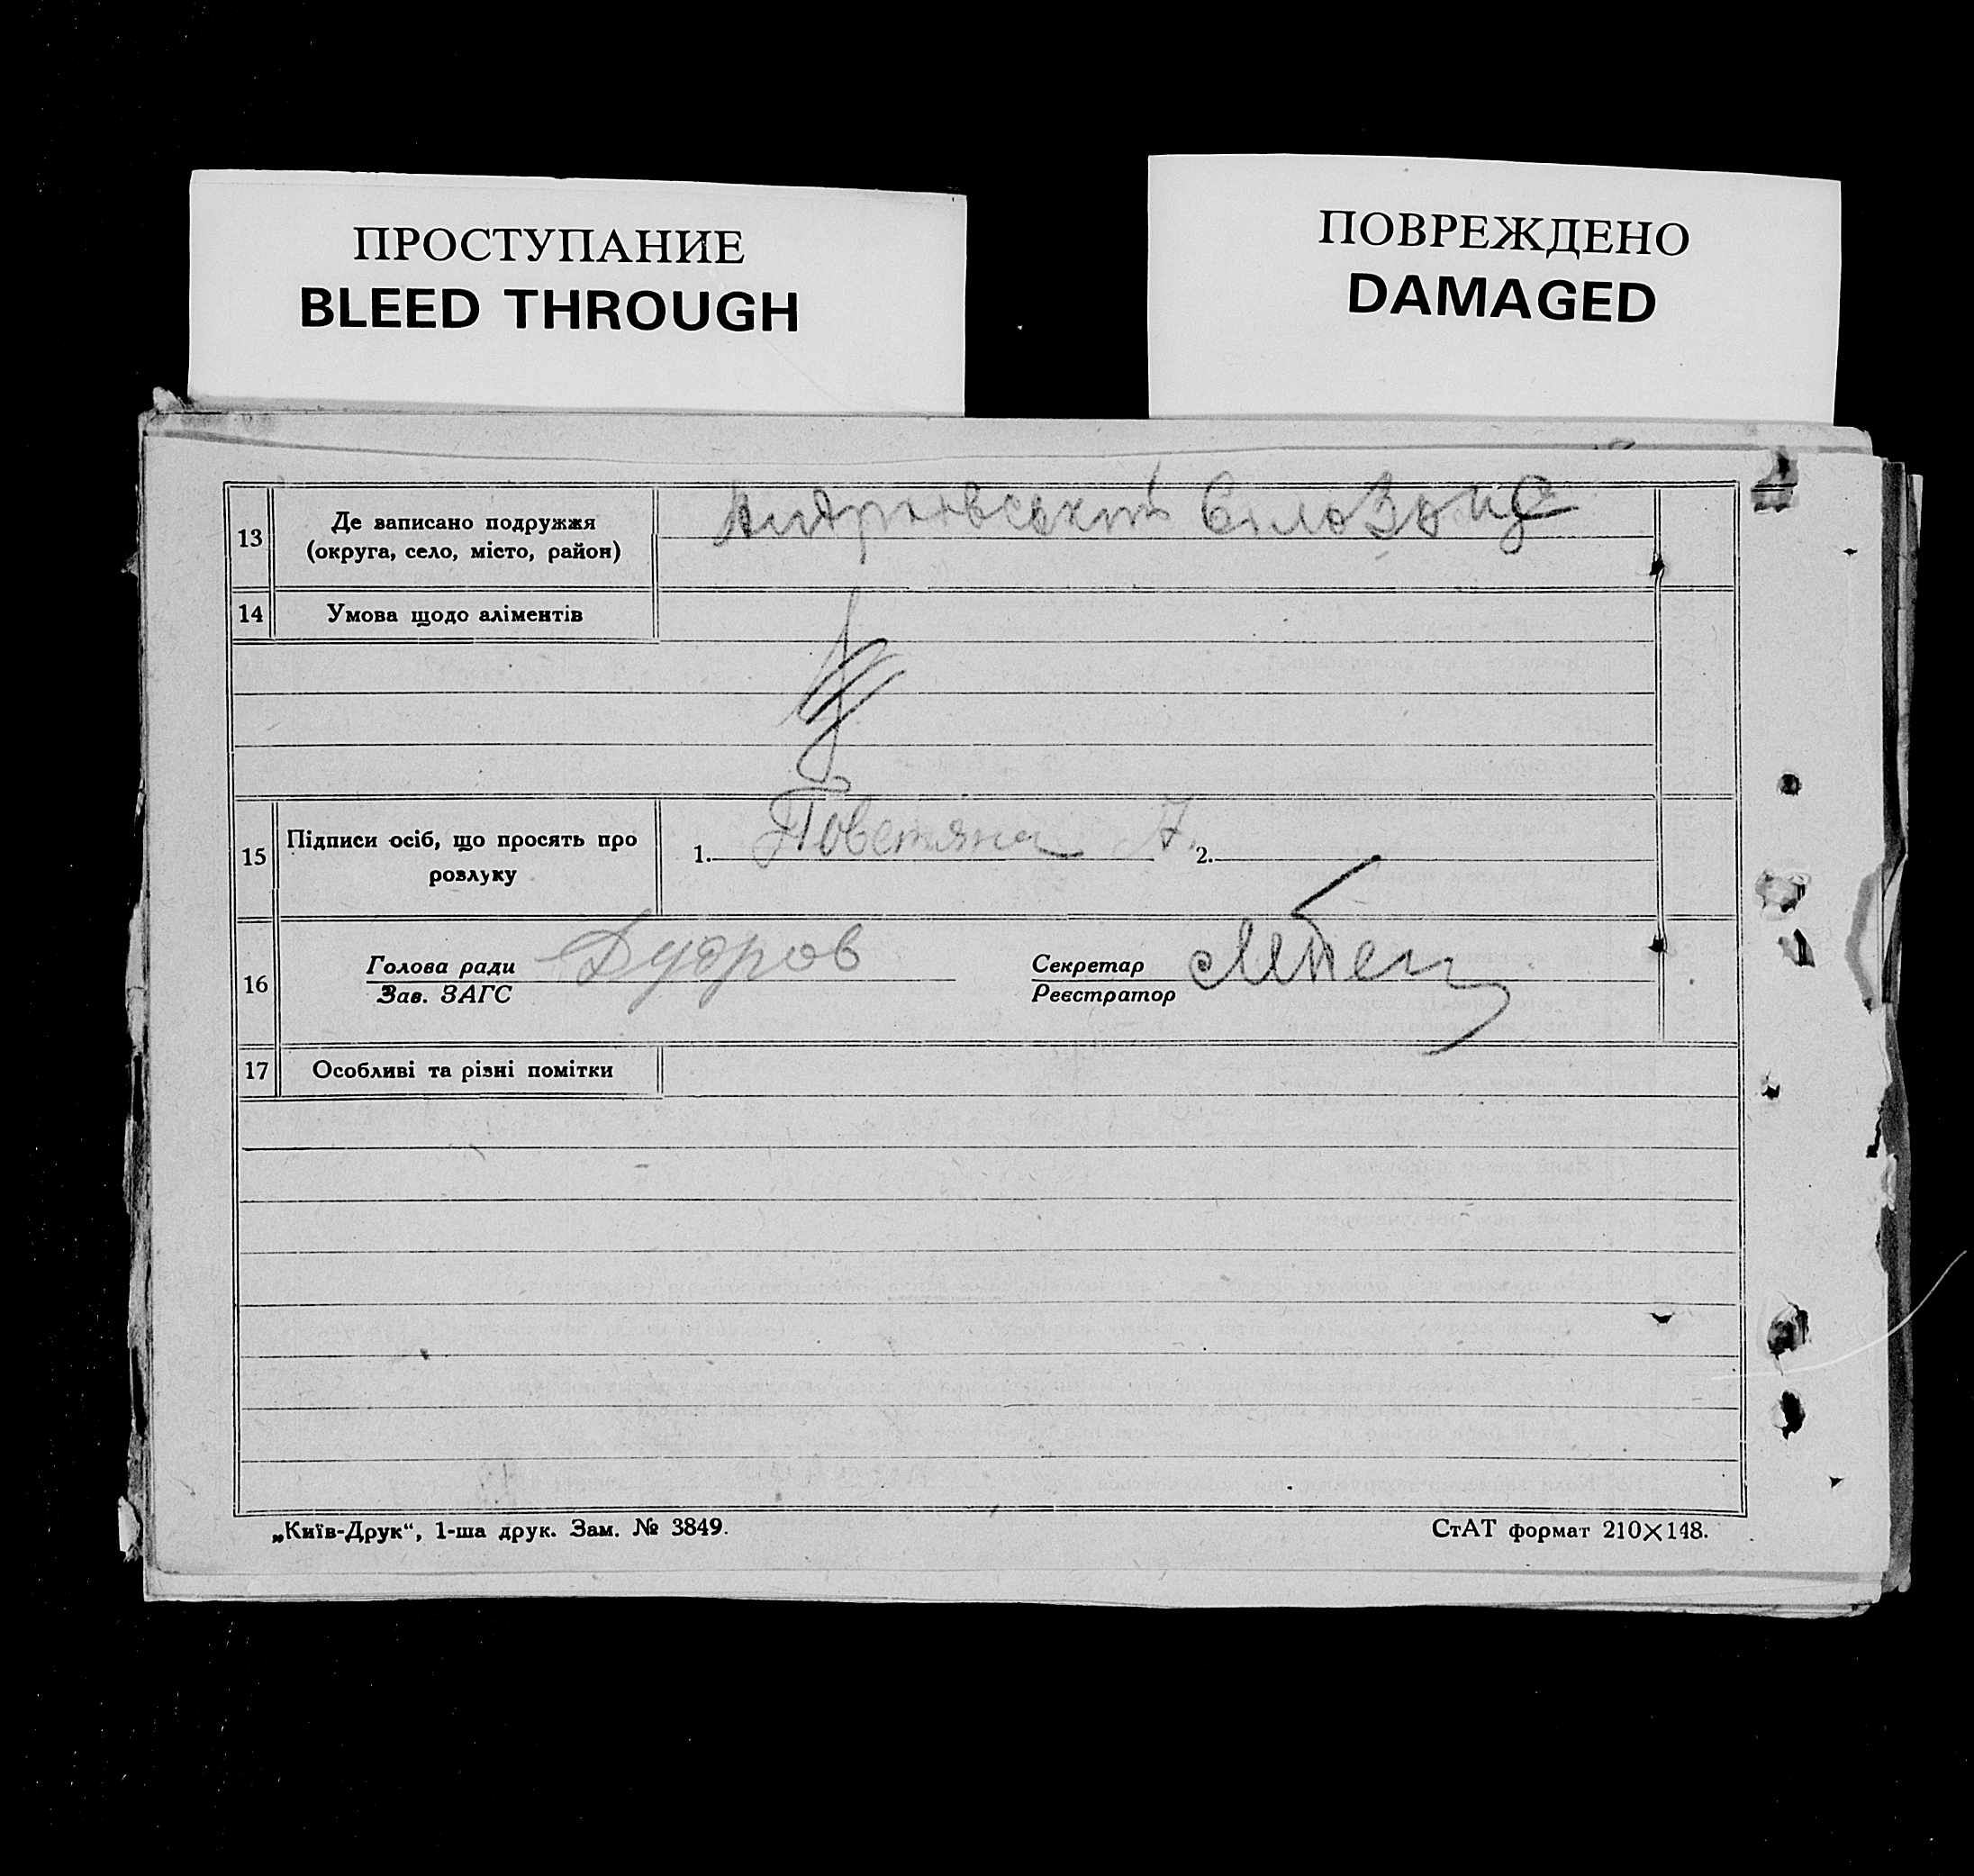 ПРОСТУПАНИЕ
BLEED THROUGH
ПОВРЕЖДЕНО
DAMAGED
13 Де записано подружжя
(округа, село, місто, район)
14 Умова щодо аліментів
15 Підписи осіб, що просять про
розлуку
1. Повстяна 2.
16 Голова ради Секретар
Зав. ЗАГС Реєстратор
17 Особливі та різні помітки
„Київ-Друк“, 1-ша друк. Зам. № 3849. СтАТ формат 210×148.